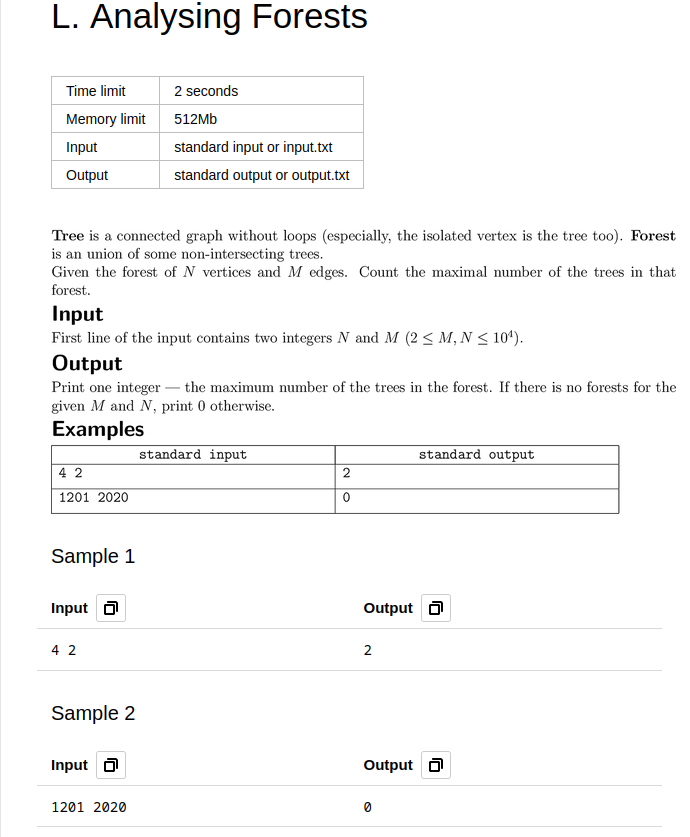 L. Analysing Forests
Time limit 2 seconds
Memory limit 512Mb
Input standard input or input.txt
Output standard output or output.txt
Tree is a connected graph without loops (especially, the isolated vertex is the tree too). Forest
is an union of some non-intersecting trees.
Given the forest of N vertices and M edges. Count the maximal number of the trees in that
forest.
Input
First line of the input contains two integers N and M (2 ≤ M, N ≤ 10⁴).
Output
Print one integer — the maximum number of the trees in the forest. If there is no forests for the
given M and N, print 0 otherwise.
Examples
standard input standard output
4 2 2
1201 2020 0
Sample 1
Input Output
4 2 2
Sample 2
Input Output
1201 2020 0